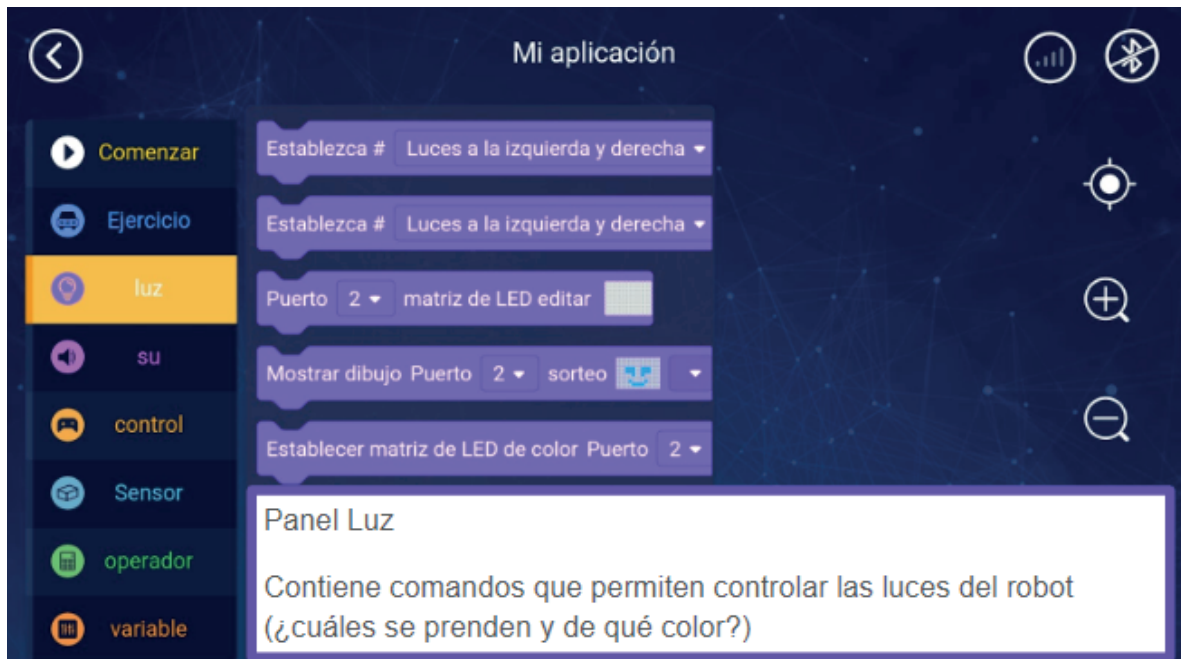 Mi aplicación
Comenzar
Ejercicio
luz
su
control
Sensor
operador
variable
Establezca # Luces a la izquierda y derecha
Establezca # Luces a la izquierda y derecha
Puerto 2 matriz de LED editar
Mostrar dibujo Puerto 2 sorteo
Establecer matriz de LED de color Puerto 2
Panel Luz
Contiene comandos que permiten controlar las luces del robot
(¿cuáles se prenden y de qué color?)